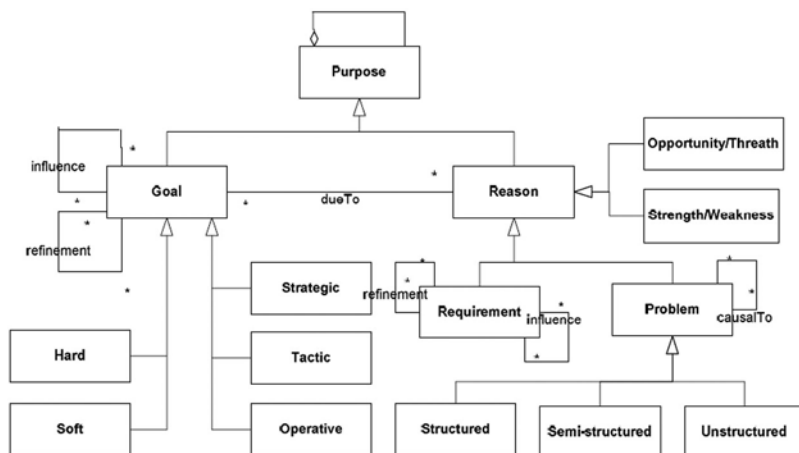 Purpose
Opportunity/Threath
influence
*
*
Goal
*
dueTo
*
Reason
*
refinement
Strength/Weakness
*
Strategic
*
*
refinement
Requirement
*
influence
*
*
*
Problem
causalTo
Hard
Tactic
Soft
Operative
Structured
Semi-structured
Unstructured